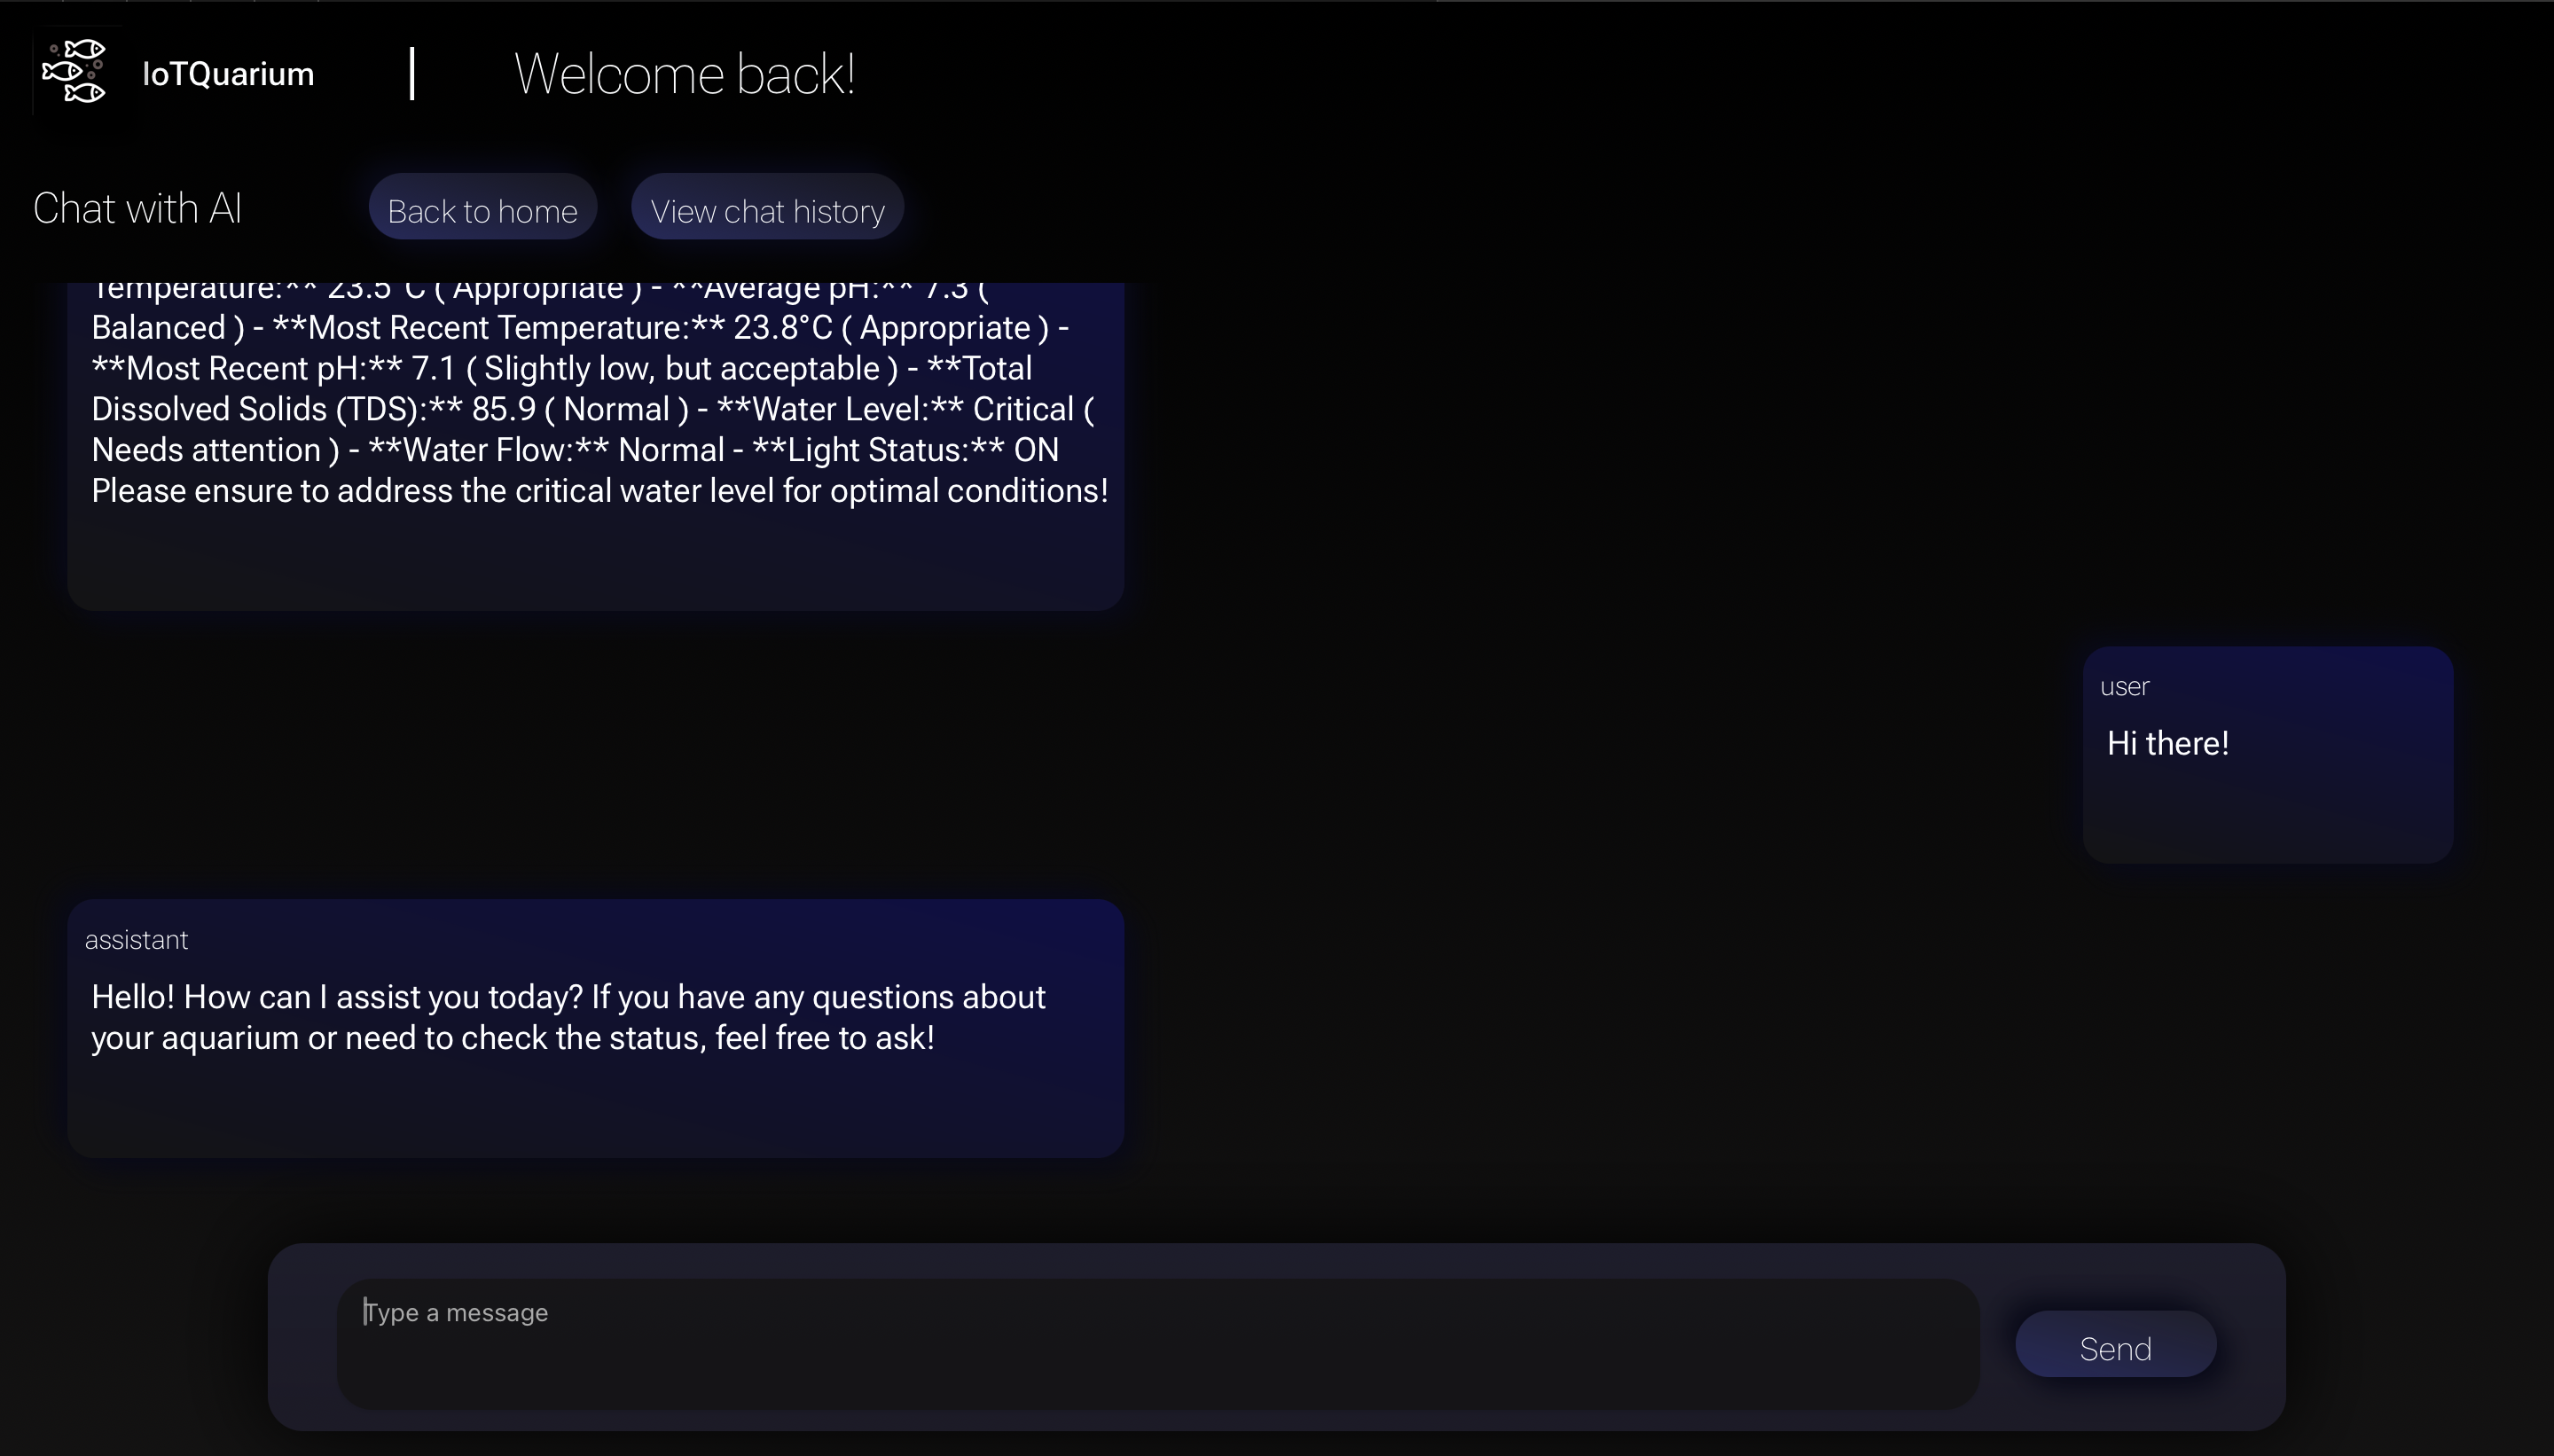 IoTQuarium
Welcome back!
Chat with AI
Back to home
View chat history
Temperature:** 23.5°C ( Appropriate ) - **Average pH:** 7.3 (
Balanced ) - **Most Recent Temperature:** 23.8°C ( Appropriate ) -
**Most Recent pH:** 7.1 ( Slightly low, but acceptable ) - **Total
Dissolved Solids (TDS):** 85.9 ( Normal ) - **Water Level:** Critical (
Needs attention ) - **Water Flow:** Normal - **Light Status:** ON
Please ensure to address the critical water level for optimal conditions!
user
Hi there!
assistant
Hello! How can I assist you today? If you have any questions about
your aquarium or need to check the status, feel free to ask!
Type a message
Send